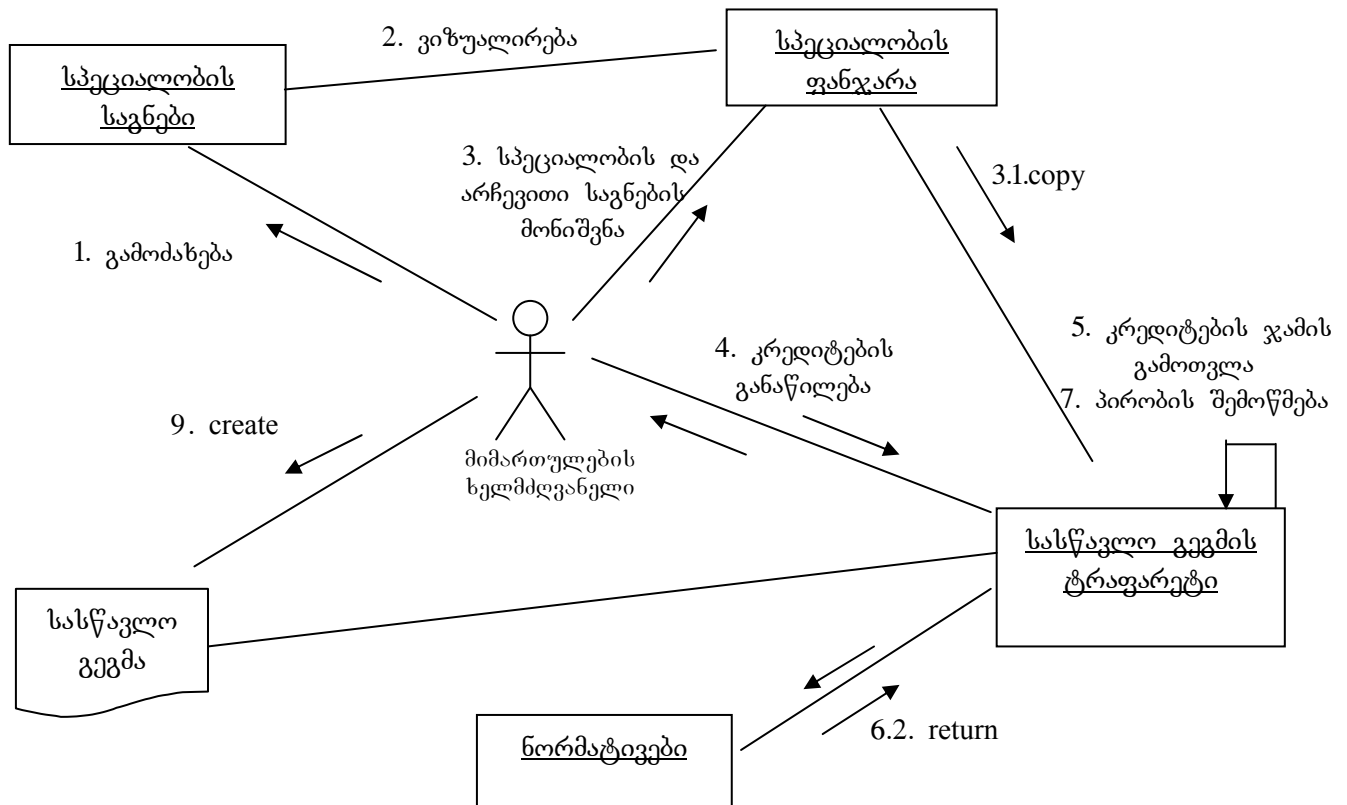 2. ვიზუალირება
სპეციალობის
საგნები
სპეციალობის
ფანჯარა
3. სპეციალობის და
არჩევითი საგნების
მონიშვნა
3.1.copy
1. გამოძახება
4. კრედიტების
განაწილება
5. კრედიტების ჯამის
გამოთვლა
7. პირობის შემოწმება
9. create
მიმართულების
ხელმძღვანელი
სასწავლო გეგმის
ტრაფარეტი
სასწავლო
გეგმა
ნორმატივები
6.2. return